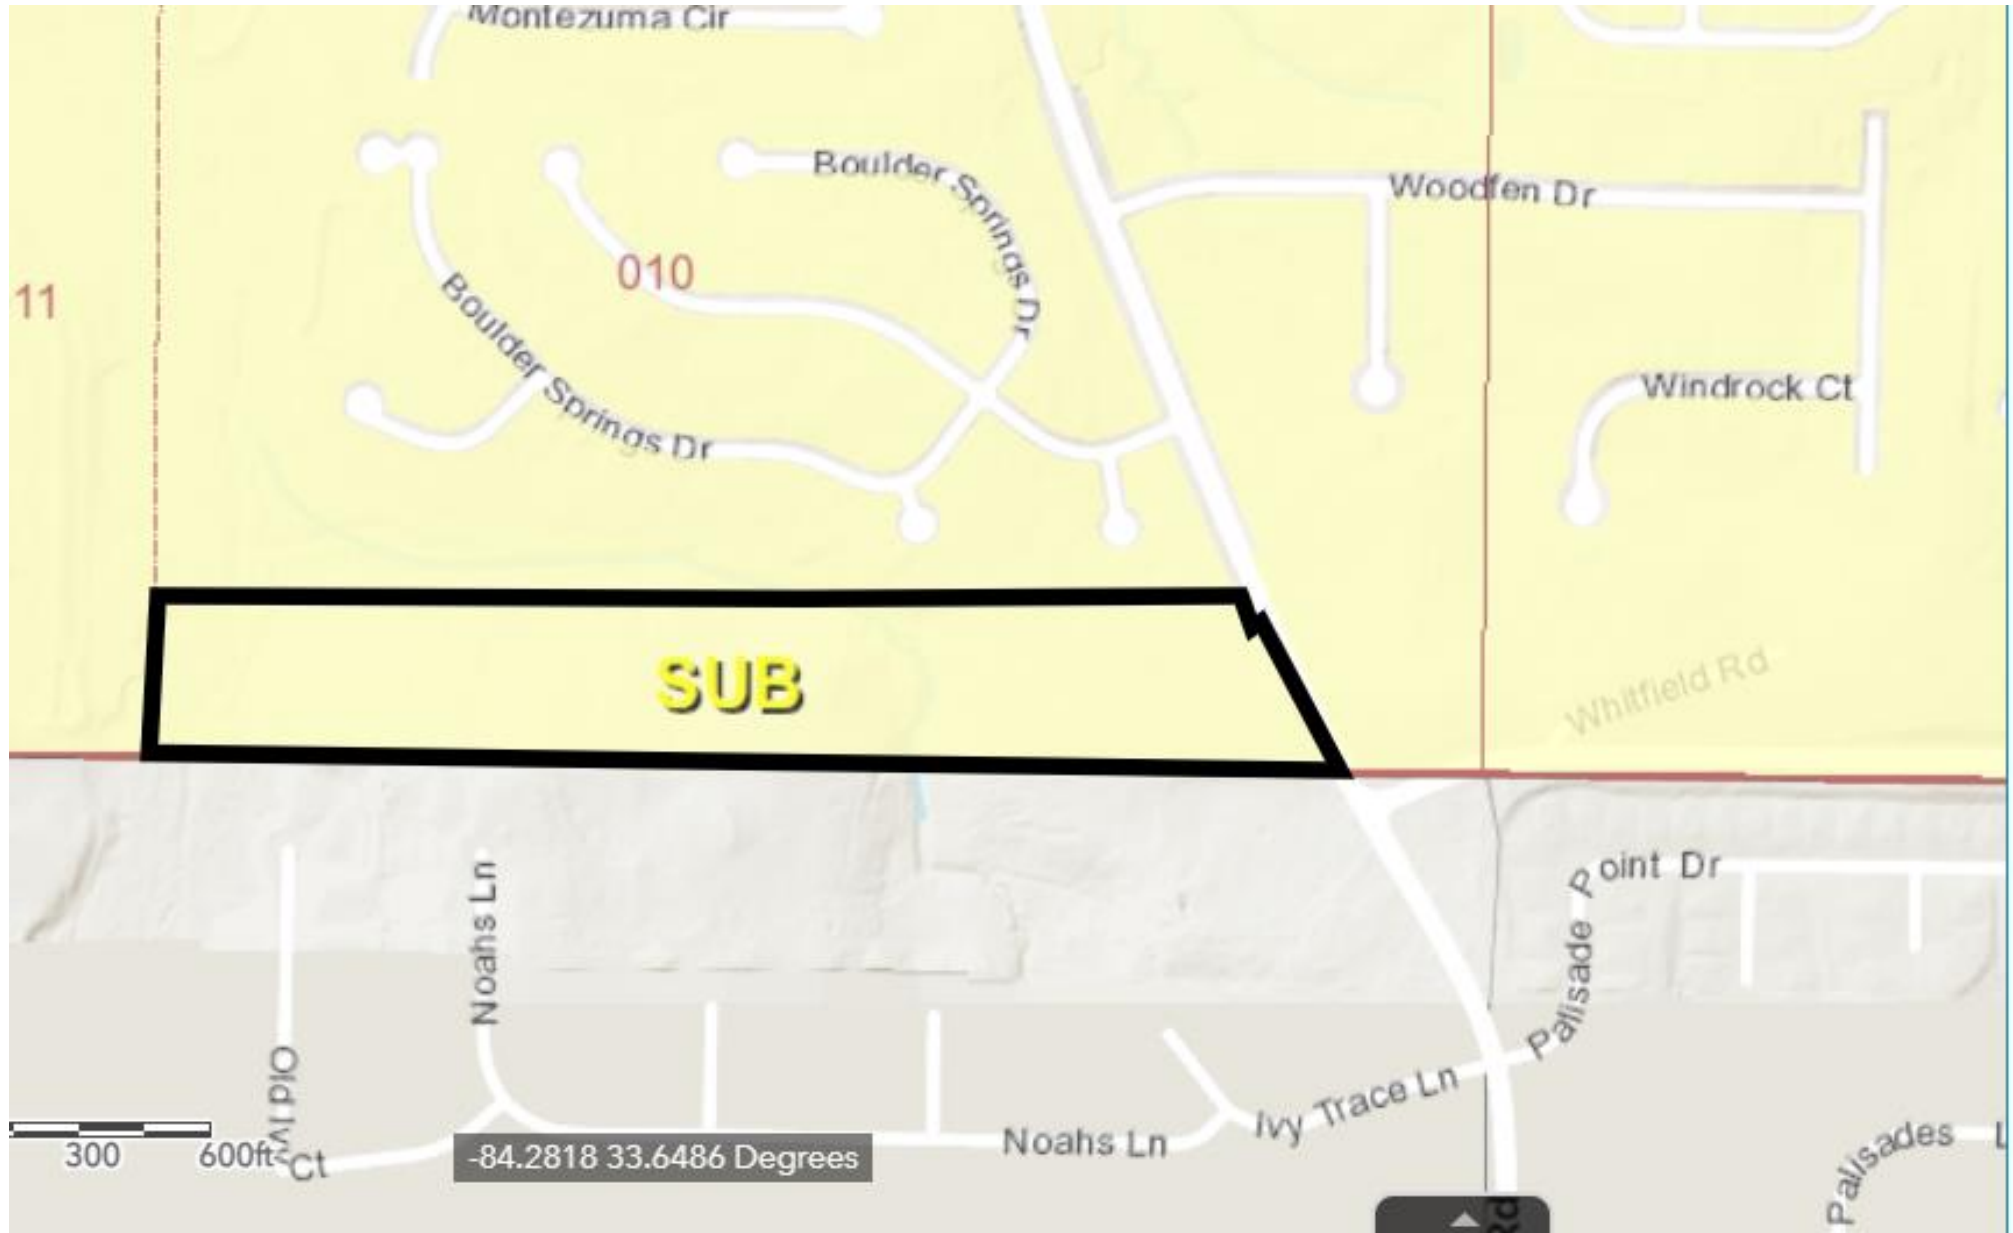 Montezuma Cir
Boulder Springs Dr
Woodfen Dr
010
11
Boulder Springs Dr
Windrock Ct
SUB
Whitfield Rd
Palisade Point Dr
Noahs Ln
Old Ivy
Ct
Ivy Trace Ln
Noahs Ln
Palisades L
300 600ft
-84.2818 33.6486 Degrees
Rd